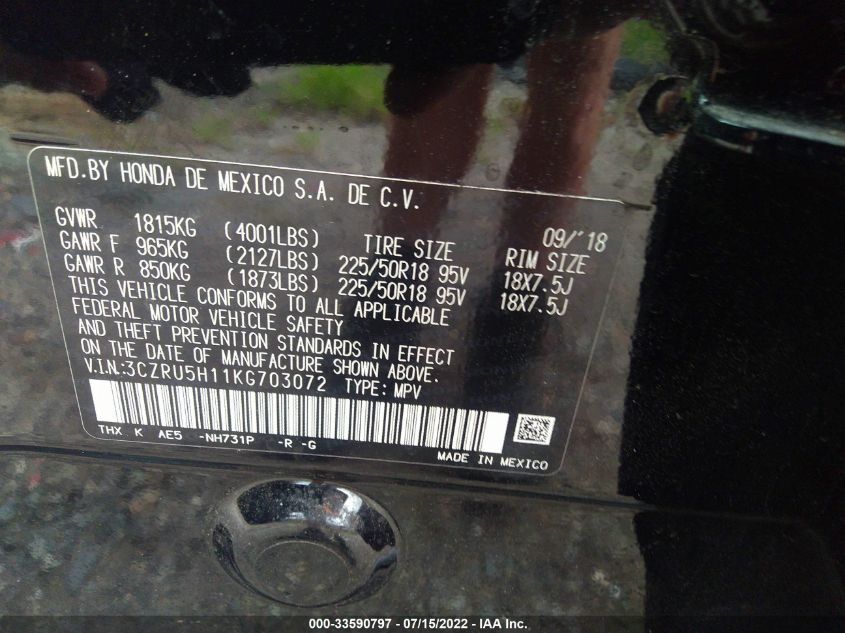 MFD.BY HONDA DE MEXICO S.A. DE C.V.
09/'18
GVWR 1815KG (4001LBS) TIRE SIZE RIM SIZE
GAWR F 965KG (2127LBS) 225/50R18 95V 18X7.5J
GAWR R 850KG (1873LBS) 225/50R18 95V 18X7.5J
THIS VEHICLE CONFORMS TO ALL APPLICABLE
FEDERAL MOTOR VEHICLE SAFETY
AND THEFT PREVENTION STANDARDS IN EFFECT
ON THE DATE OF MANUFACTURE SHOWN ABOVE.
V.I.N.:3CZRU5H11KG703072 TYPE: MPV
THX K AE5 -NH731P -R -G
MADE IN MEXICO
000-33590797 - 07/15/2022 - IAA Inc.